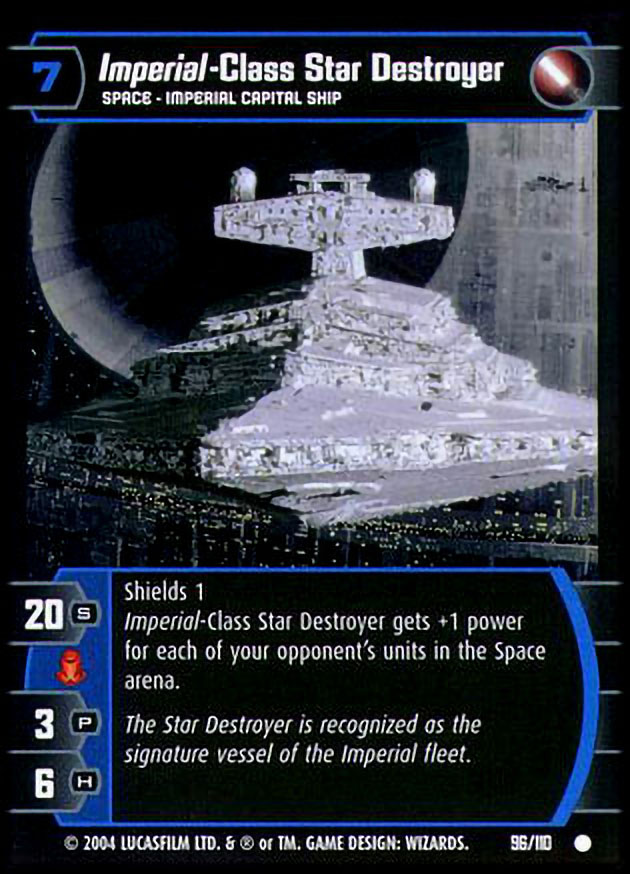 7
Imperial-Class Star Destroyer
SPACE - IMPERIAL CAPITAL SHIP
20 S
3 P
6 H
Shields 1
Imperial-Class Star Destroyer gets +1 power
for each of your opponent's units in the Space
arena.
The Star Destroyer is recognized as the
signature vessel of the Imperial fleet.
© 2004 LUCASFILM LTD. & ® or TM. GAME DESIGN: WIZARDS. 96/110